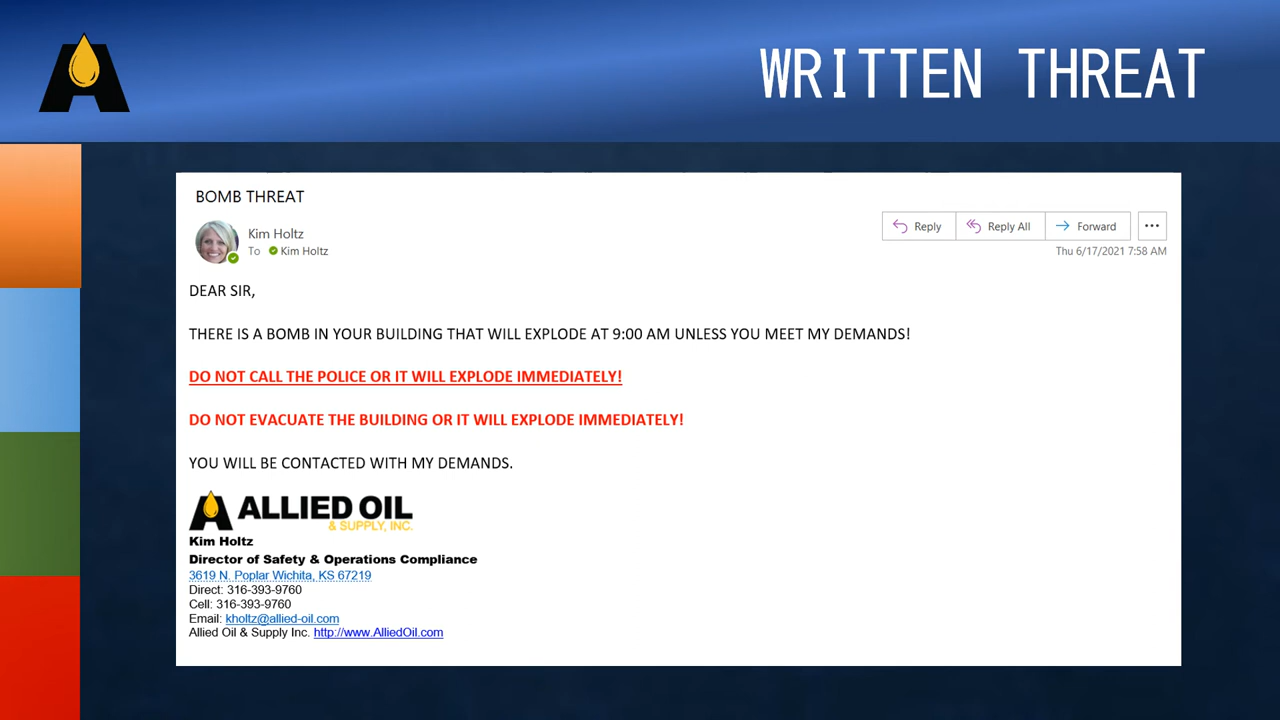 WRITTEN THREAT
BOMB THREAT
Kim Holtz
To Kim Holtz
Reply
Reply All
Forward
Thu 6/17/2021 7:58 AM
DEAR SIR,
THERE IS A BOMB IN YOUR BUILDING THAT WILL EXPLODE AT 9:00 AM UNLESS YOU MEET MY DEMANDS!
DO NOT CALL THE POLICE OR IT WILL EXPLODE IMMEDIATELY!
DO NOT EVACUATE THE BUILDING OR IT WILL EXPLODE IMMEDIATELY!
YOU WILL BE CONTACTED WITH MY DEMANDS.
ALLIED OIL
& SUPPLY, INC.
Kim Holtz
Director of Safety & Operations Compliance
3619 N. Poplar Wichita, KS 67219
Direct: 316-393-9760
Cell: 316-393-9760
Email: kholtz@allied-oil.com
Allied Oil & Supply Inc. http://www.AlliedOil.com